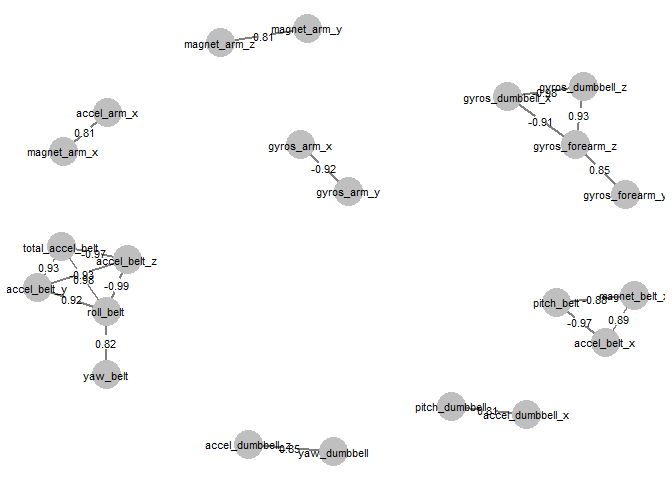 magnet_arm_y
0.81
magnet_arm_z
gyros_dumbbell_z
-0.98
gyros_dumbbell_x
accel_arm_x
0.93
-0.91
0.81
gyros_arm_x
gyros_forearm_z
magnet_arm_x
-0.92
0.85
gyros_arm_y
gyros_forearm_y
total_accel_belt
-0.97
accel_belt_z
0.93
-0.93
0.98
-0.99
accel_belt_y
0.92
roll_belt
magnet_belt_x
-0.88
pitch_belt
-0.97
0.89
0.82
accel_belt_x
yaw_belt
pitch_dumbbell
0.81
accel_dumbbell_x
accel_dumbbell_z
0.85
yaw_dumbbell